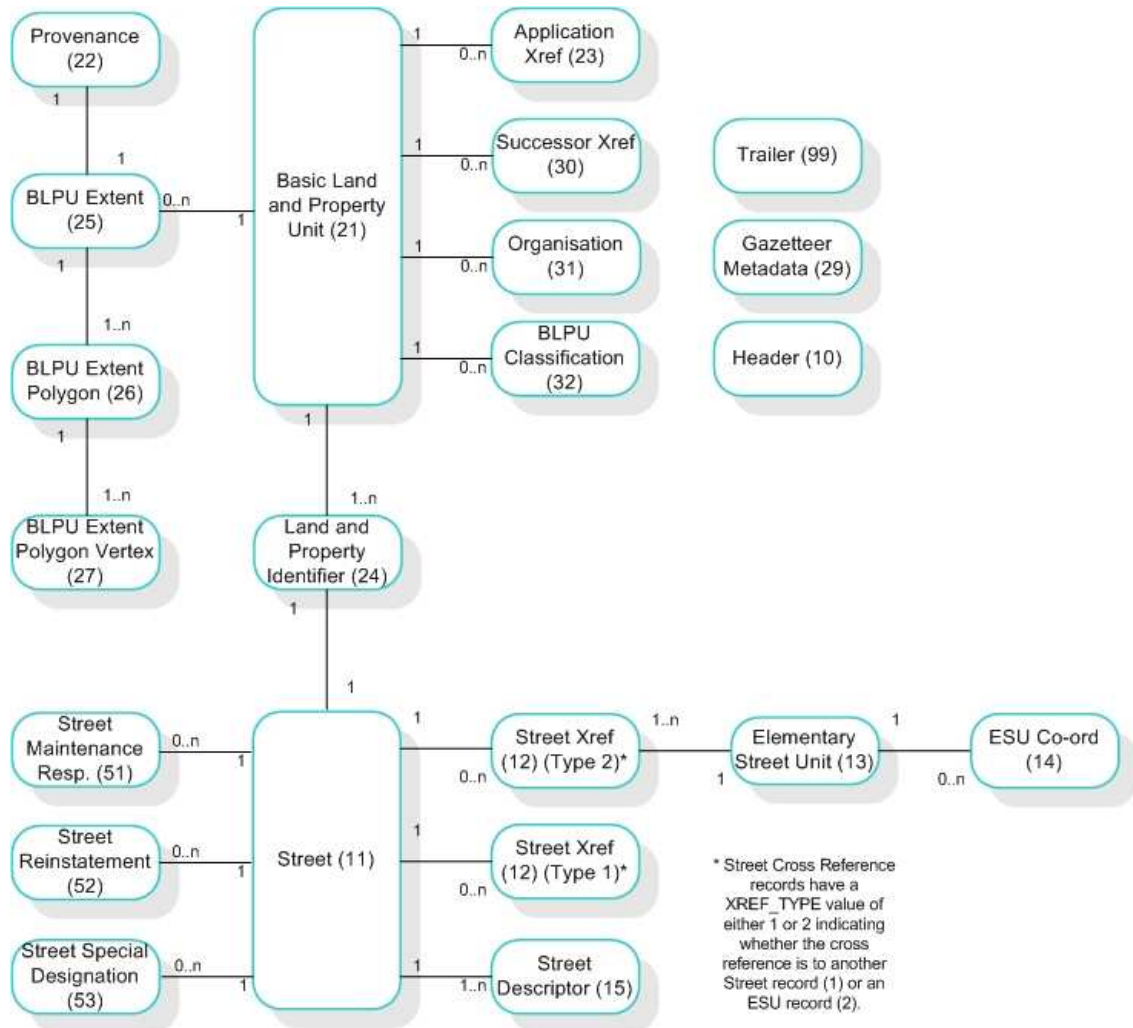 Provenance
(22)
1
1
BLPU Extent
(25)
0..n
1
1
1..n
BLPU Extent
Polygon (26)
1
1..n
BLPU Extent
Polygon Vertex
(27)
Basic Land
and Property
Unit (21)
1
0..n
Application
Xref (23)
1
0..n
Successor Xref
(30)
1
0..n
Organisation
(31)
1
0..n
BLPU
Classification
(32)
Trailer (99)
Gazetteer
Metadata (29)
Header (10)
1
1..n
Land and
Property
Identifier (24)
1
1
Street
Maintenance
Resp. (51)
0..n
1
Street
Reinstatement
(52)
0..n
1
Street Special
Designation
(53)
0..n
1
Street (11)
1
0..n
Street Xref
(12) (Type 2)*
1..n
1
Elementary
Street Unit (13)
1
0..n
ESU Co-ord
(14)
1
0..n
Street Xref
(12) (Type 1)*
1
1..n
Street
Descriptor (15)
* Street Cross Reference
records have a
XREF_TYPE value of
either 1 or 2 indicating
whether the cross
reference is to another
Street record (1) or an
ESU record (2).